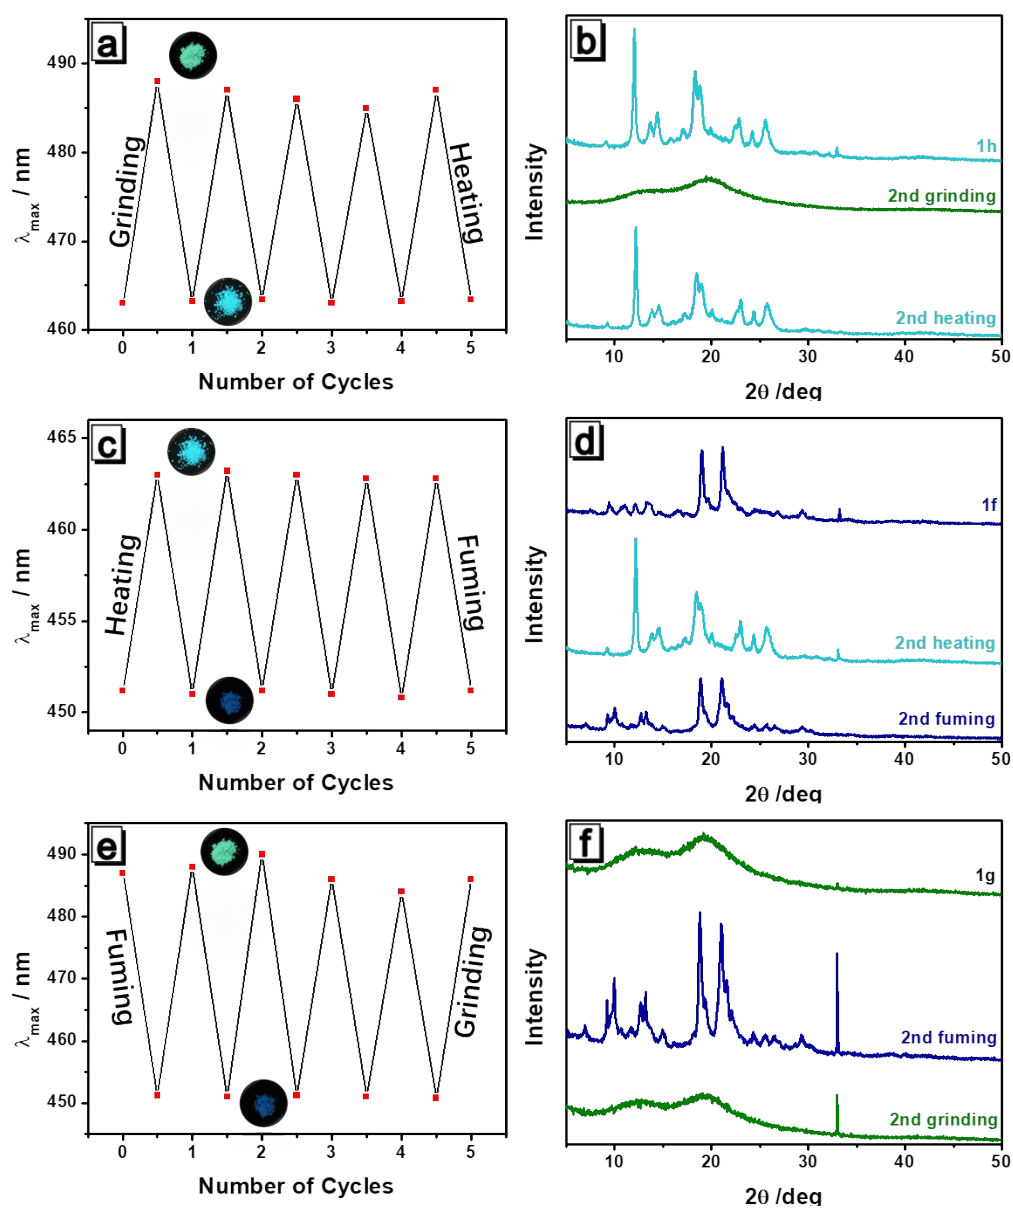 a
490
480
470
460
λmax / nm
Grinding
Heating
0 1 2 3 4 5
Number of Cycles
b
Intensity
1h
2nd grinding
2nd heating
10 20 30 40 50
2θ /deg
c
465
460
455
450
λmax / nm
Heating
Fuming
0 1 2 3 4 5
Number of Cycles
d
Intensity
1f
2nd heating
2nd fuming
10 20 30 40 50
2θ /deg
e
490
480
470
460
450
λmax / nm
Fuming
Grinding
0 1 2 3 4 5
Number of Cycles
f
Intensity
1g
2nd fuming
2nd grinding
10 20 30 40 50
2θ /deg